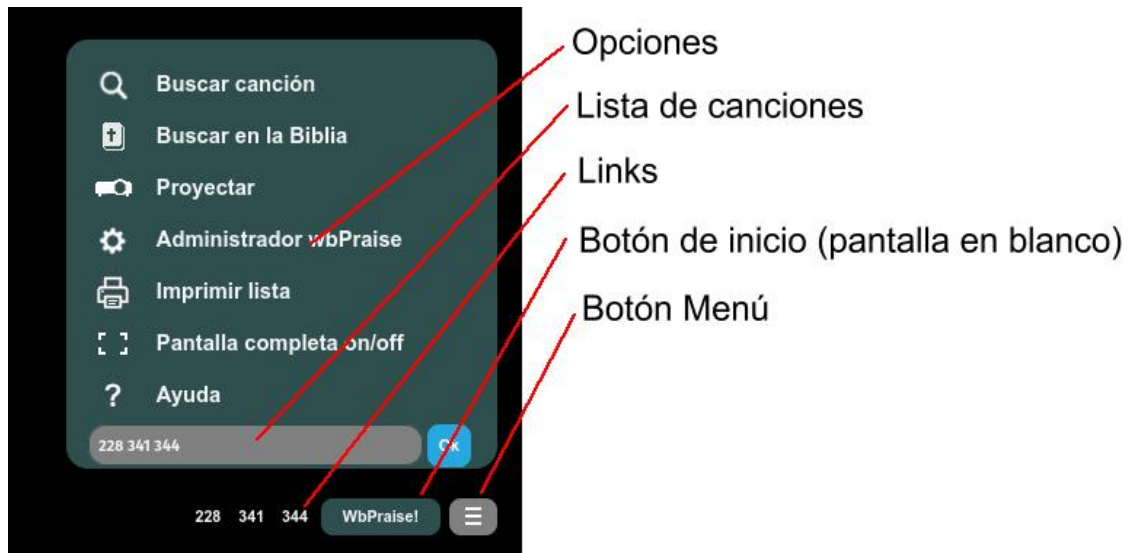 Buscar canción
Buscar en la Biblia
Proyectar
Administrador wbPraise
Imprimir lista
Pantalla completa on/off
? Ayuda
228 341 344 Ok
228 341 344 WbPraise!
Opciones
Lista de canciones
Links
Botón de inicio (pantalla en blanco)
Botón Menú